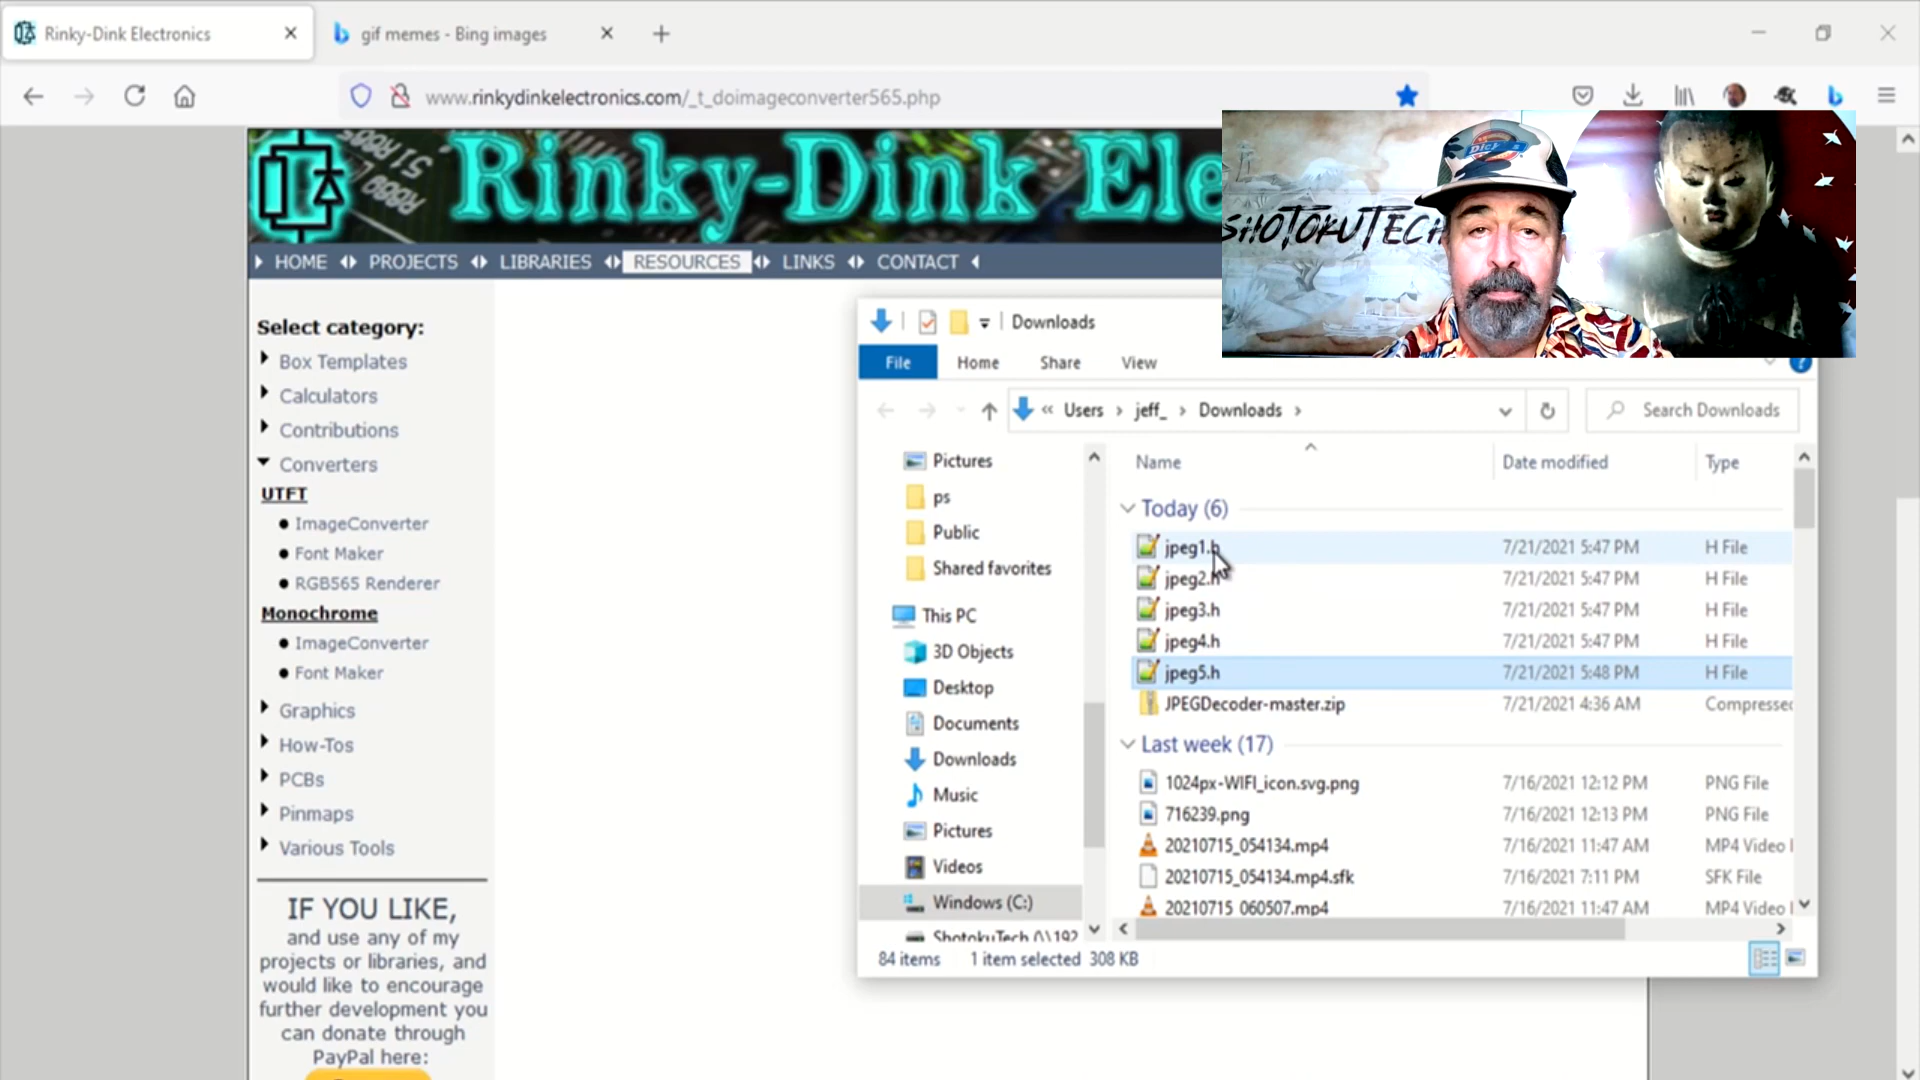 Rinky-Dink Electronics
gif memes - Bing images
www.rinkydinkelectronics.com/_t_doimageconverter565.php
R689
Rinky-Dink Ele
SHOTOKUTECH
HOME
PROJECTS
LIBRARIES
RESOURCES
LINKS
CONTACT
Select category:
Box Templates
Calculators
Contributions
Converters
UTFT
ImageConverter
Font Maker
RGB565 Renderer
Monochrome
ImageConverter
Font Maker
Graphics
How-Tos
PCBs
Pinmaps
Various Tools
IF YOU LIKE,
and use any of my
projects or libraries, and
would like to encourage
further development you
can donate through
PayPal here:
Downloads
File Home Share View
« Users › jeff_ › Downloads ›
Search Downloads
Pictures
ps
Public
Shared favorites
This PC
3D Objects
Desktop
Documents
Downloads
Music
Pictures
Videos
Windows (C:)
ShotokuTech (\\192
Name Date modified Type
Today (6)
jpeg1.h 7/21/2021 5:47 PM H File
jpeg2.h 7/21/2021 5:47 PM H File
jpeg3.h 7/21/2021 5:47 PM H File
jpeg4.h 7/21/2021 5:47 PM H File
jpeg5.h 7/21/2021 5:48 PM H File
JPEGDecoder-master.zip 7/21/2021 4:36 AM Compressed
Last week (17)
1024px-WIFI_icon.svg.png 7/16/2021 12:12 PM PNG File
716239.png 7/16/2021 12:13 PM PNG File
20210715_054134.mp4 7/16/2021 11:47 AM MP4 Video
20210715_054134.mp4.sfk 7/16/2021 7:11 PM SFK File
20210715_060507.mp4 7/16/2021 11:47 AM MP4 Video
84 items 1 item selected 308 KB